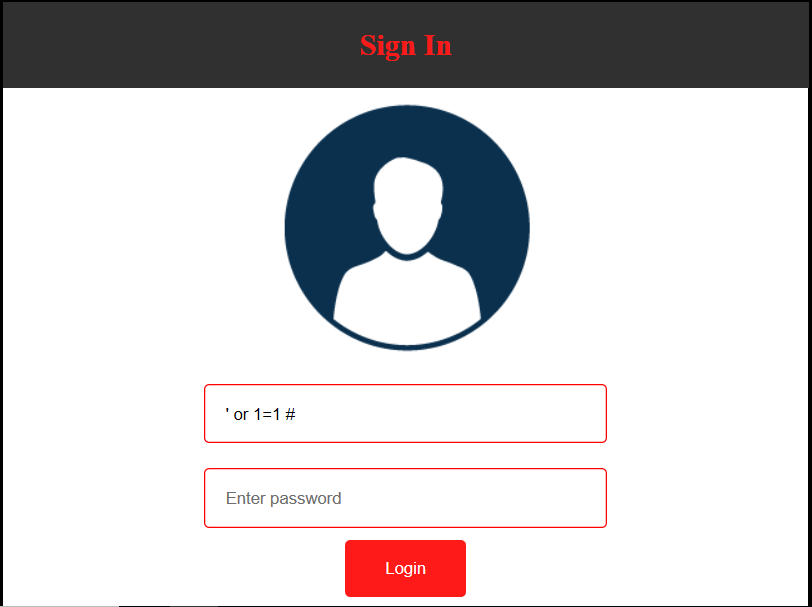 Sign In
' or 1=1 #
Enter password
Login